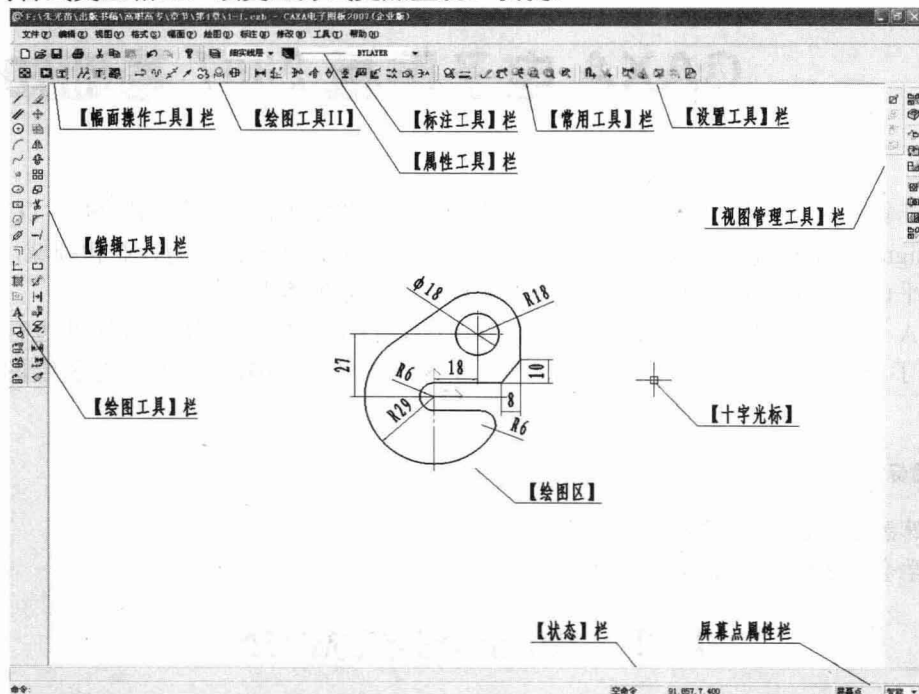 CAXA电子图板2007(企业版)
文件(F) 编辑(E) 视图(V) 格式(S) 幅面(P) 绘图(D) 标注(N) 修改(M) 工具(T) 帮助(H)
细实线层 BYLAYER
【幅面操作工具】栏
【绘图工具II】
【标注工具】栏
【常用工具】栏
【设置工具】栏
【属性工具】栏
【视图管理工具】栏
【编辑工具】栏
φ18
R18
27
18
10
R6
8
R29
R6
【绘图工具】栏
【十字光标】
【绘图区】
【状态】栏
屏幕点属性栏
命令:
空命令
屏幕点